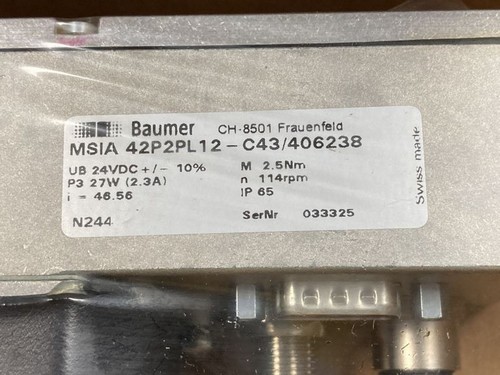 Baumer CH-8501 Frauenfeld
MSIA 42P2PL12-C43/406238
UB 24VDC +/- 10% M 2.5Nm
P3 27W (2.3A) n 114rpm
i = 46.56 IP 65
N244 SerNr 033325
Swiss made